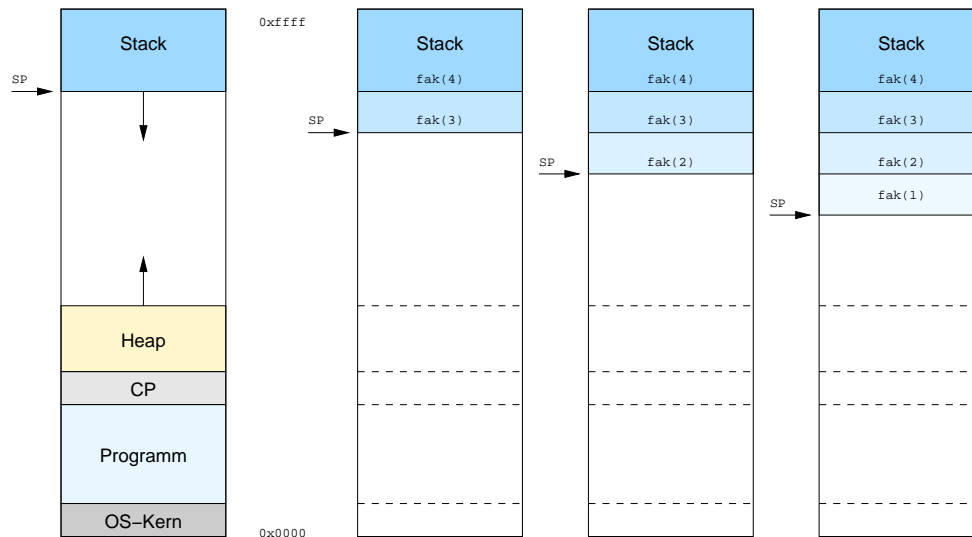 Stack
SP
Heap
CP
Programm
OS-Kern
0xffff
0x0000
Stack
fak(4)
fak(3)
SP
Stack
fak(4)
fak(3)
fak(2)
SP
Stack
fak(4)
fak(3)
fak(2)
fak(1)
SP